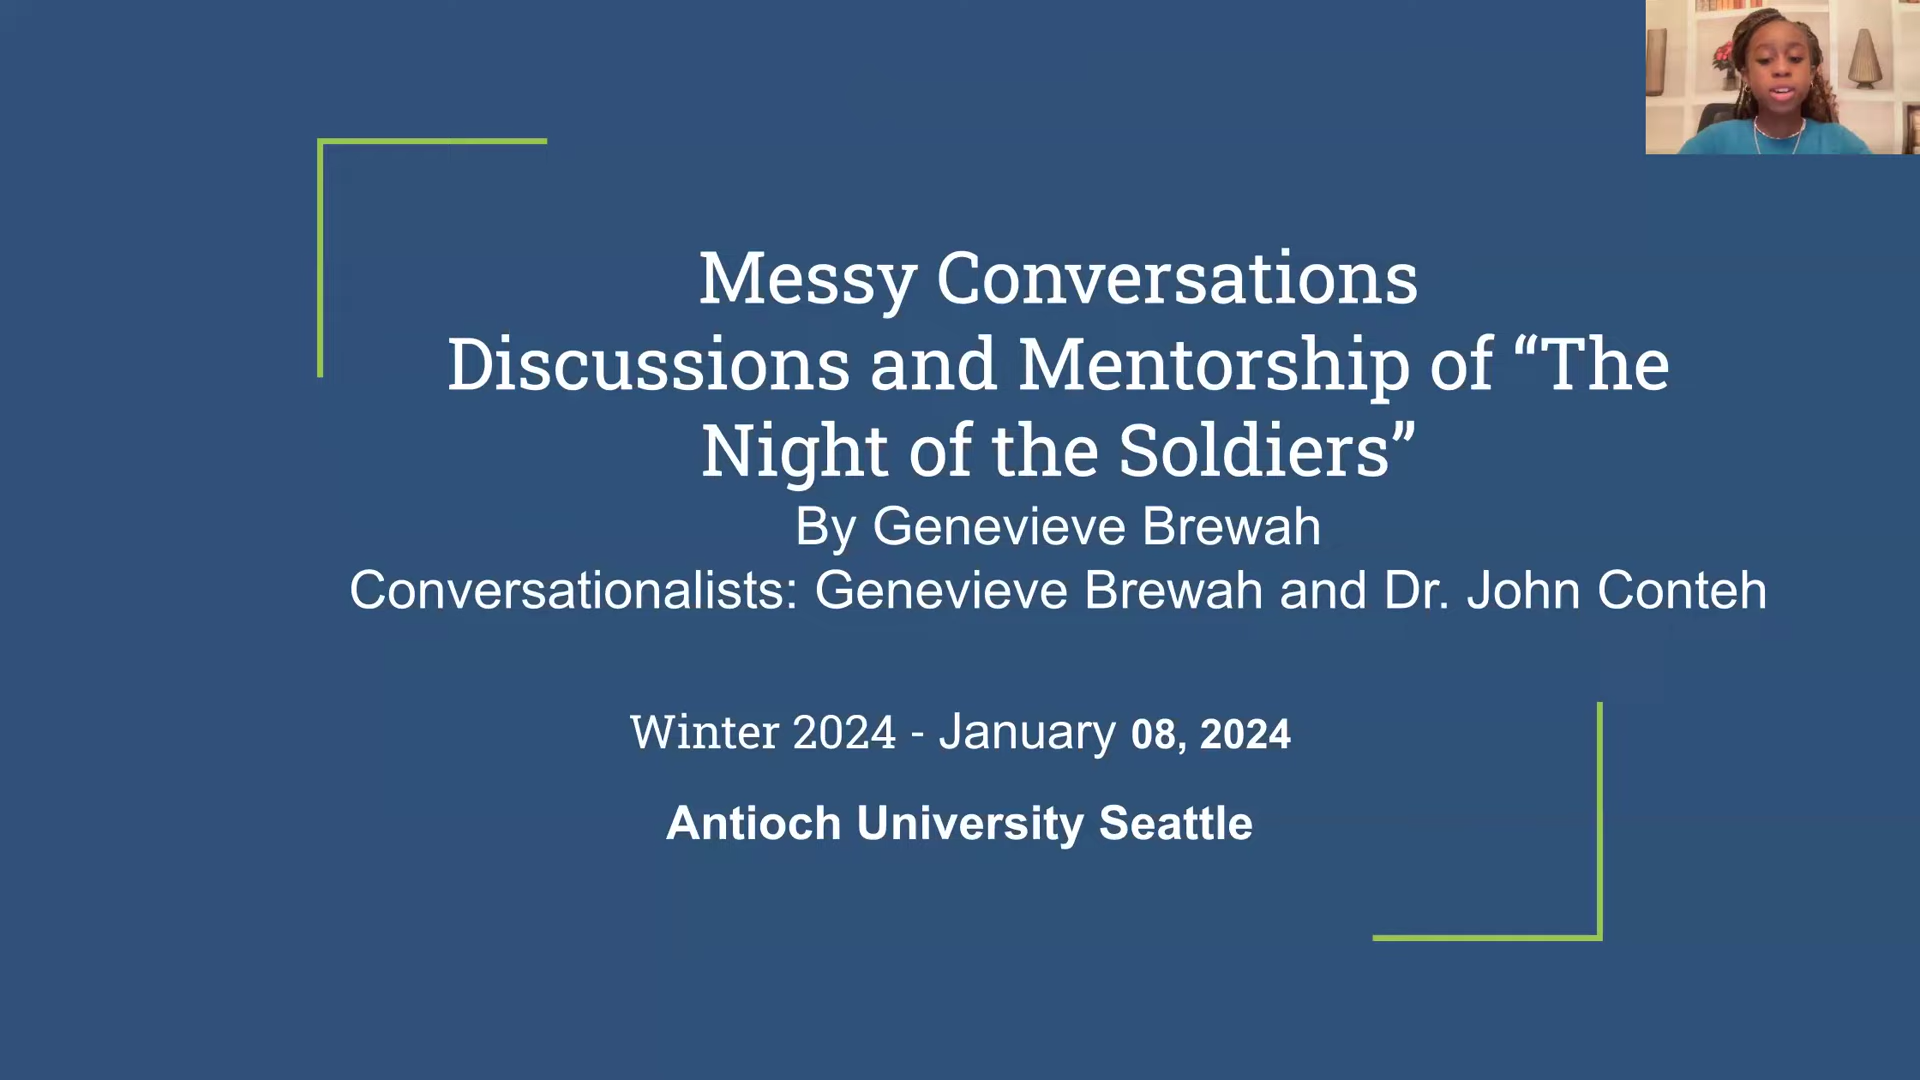 Messy Conversations
Discussions and Mentorship of “The
Night of the Soldiers”
By Genevieve Brewah
Conversationalists: Genevieve Brewah and Dr. John Conteh
Winter 2024 - January 08, 2024
Antioch University Seattle